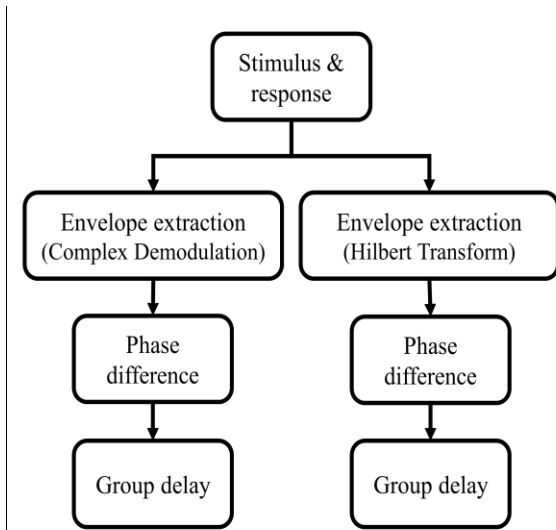 Stimulus &
response
Envelope extraction
(Complex Demodulation)
Envelope extraction
(Hilbert Transform)
Phase
difference
Phase
difference
Group delay
Group delay